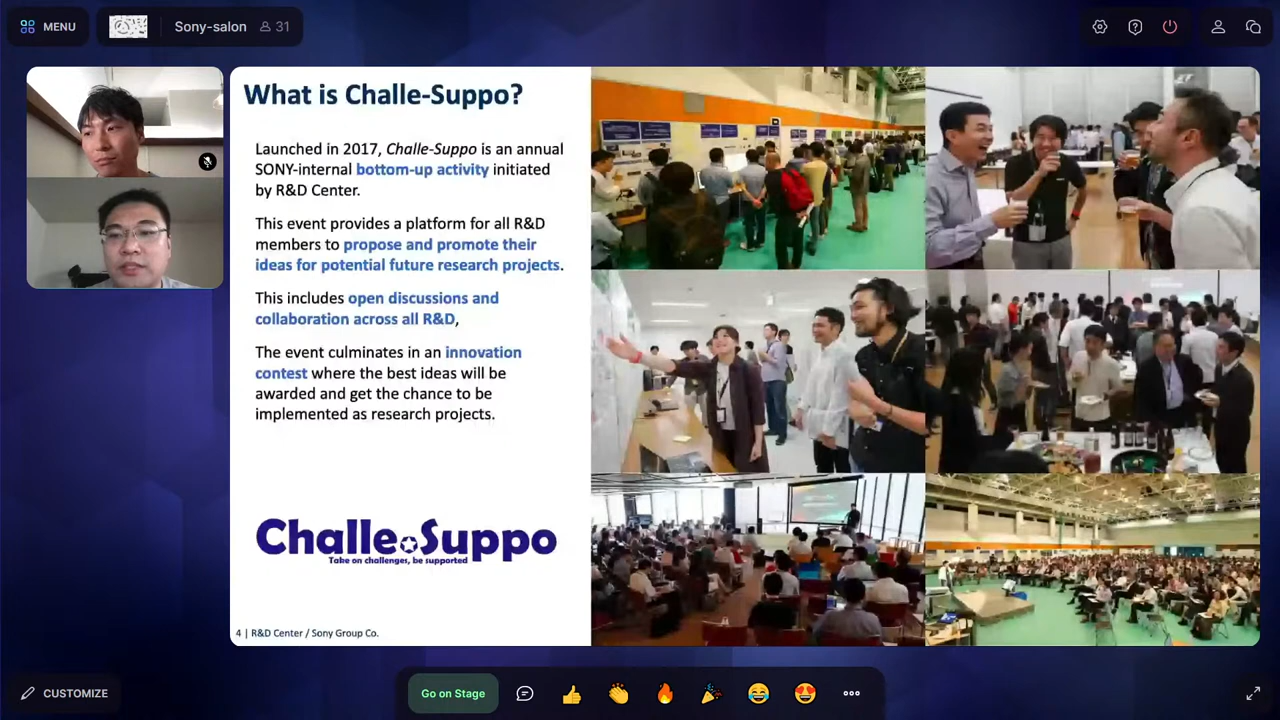 MENU
Sony-salon
31
What is Challe-Suppo?
Launched in 2017, Challe-Suppo is an annual
SONY-internal bottom-up activity initiated
by R&D Center.
This event provides a platform for all R&D
members to propose and promote their
ideas for potential future research projects.
This includes open discussions and
collaboration across all R&D,
The event culminates in an innovation
contest where the best ideas will be
awarded and get the chance to be
implemented as research projects.
Challe Suppo
Take on challenges, be supported
4 | R&D Center / Sony Group Co.
CUSTOMIZE
Go on Stage